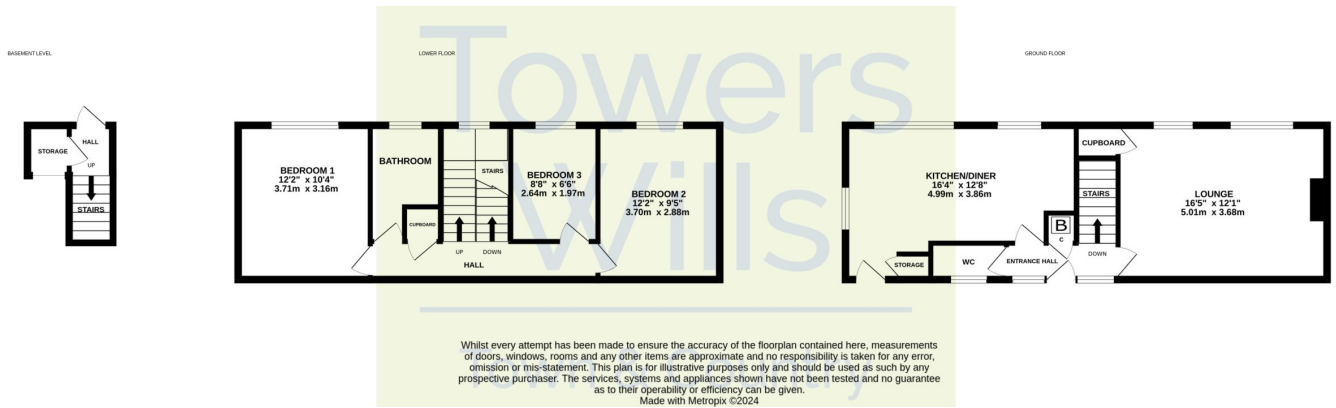 BASEMENT LEVEL
STORAGE
HALL
UP
STAIRS
LOWER FLOOR
BEDROOM 1
12'2" x 10'4"
3.71m x 3.16m
BATHROOM
CUPBOARD
STAIRS
UP
DOWN
HALL
BEDROOM 3
8'8" x 6'6"
2.64m x 1.97m
BEDROOM 2
12'2" x 9'5"
3.70m x 2.88m
GROUND FLOOR
KITCHEN/DINER
16'4" x 12'8"
4.99m x 3.86m
STORAGE
WC
ENTRANCE HALL
B
C
CUPBOARD
STAIRS
DOWN
LOUNGE
16'5" x 12'1"
5.01m x 3.68m
Towers
Wills
Town & Country
Whilst every attempt has been made to ensure the accuracy of the floorplan contained here, measurements
of doors, windows, rooms and any other items are approximate and no responsibility is taken for any error,
omission or mis-statement. This plan is for illustrative purposes only and should be used as such by any
prospective purchaser. The services, systems and appliances shown have not been tested and no guarantee
as to their operability or efficiency can be given.
Made with Metropix ©2024